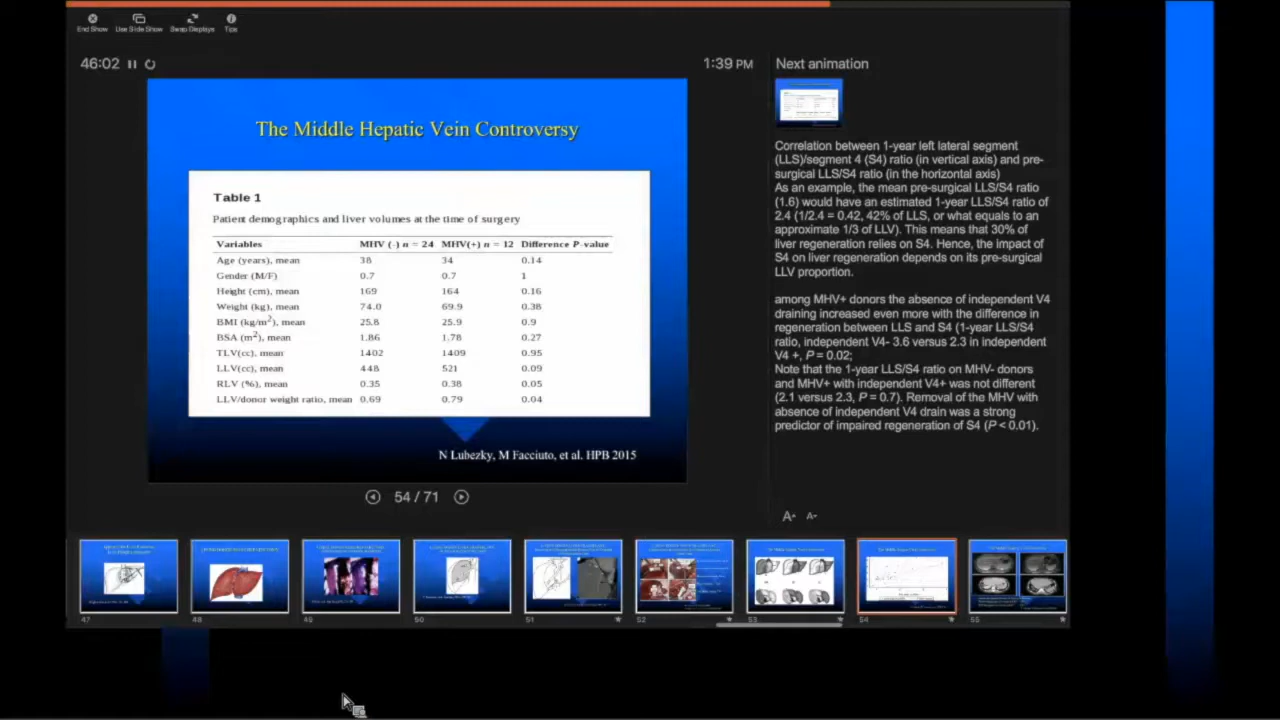 End Show Use Slide Show Swap Displays Tips
46:02
1:39 PM
Next animation
The Middle Hepatic Vein Controversy
Table 1
Patient demographics and liver volumes at the time of surgery
Variables MHV (-) n = 24 MHV(+) n = 12 Difference P-value
Age (years), mean 38 34 0.14
Gender (M/F) 0.7 0.7 1
Height (cm), mean 169 164 0.16
Weight (kg), mean 74.0 69.9 0.38
BMI (kg/m2), mean 25.8 25.9 0.9
BSA (m2), mean 1.86 1.78 0.27
TLV(cc), mean 1402 1409 0.95
LLV(cc), mean 448 521 0.09
RLV (%), mean 0.35 0.38 0.05
LLV/donor weight ratio, mean 0.69 0.79 0.04
N Lubezky, M Facciuto, et al. HPB 2015
54 / 71
Correlation between 1-year left lateral segment
(LLS)/segment 4 (S4) ratio (in vertical axis) and pre-
surgical LLS/S4 ratio (in the horizontal axis)
As an example, the mean pre-surgical LLS/S4 ratio
(1.6) would have an estimated 1-year LLS/S4 ratio of
2.4 (1/2.4 = 0.42, 42% of LLS, or what equals to an
approximate 1/3 of LLV). This means that 30% of
liver regeneration relies on S4. Hence, the impact of
S4 on liver regeneration depends on its pre-surgical
LLV proportion.
among MHV+ donors the absence of independent V4
draining increased even more with the difference in
regeneration between LLS and S4 (1-year LLS/S4
ratio, independent V4- 3.6 versus 2.3 in independent
V4 +, P = 0.02;
Note that the 1-year LLS/S4 ratio on MHV- donors
and MHV+ with independent V4+ was not different
(2.1 versus 2.3, P = 0.7). Removal of the MHV with
absence of independent V4 drain was a strong
predictor of impaired regeneration of S4 (P < 0.01).
A A
47 48 49 50 51 52 53 54 55